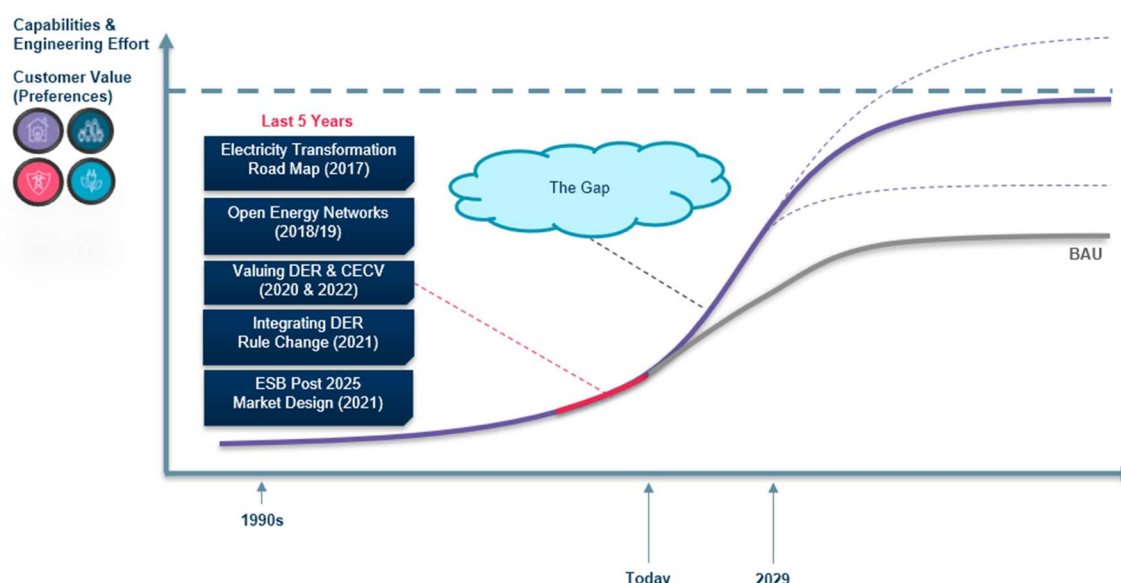 Capabilities &
Engineering Effort
Customer Value
(Preferences)
Last 5 Years
Electricity Transformation
Road Map (2017)
Open Energy Networks
(2018/19)
Valuing DER & CECV
(2020 & 2022)
Integrating DER
Rule Change (2021)
ESB Post 2025
Market Design (2021)
The Gap
BAU
1990s
Today
2029